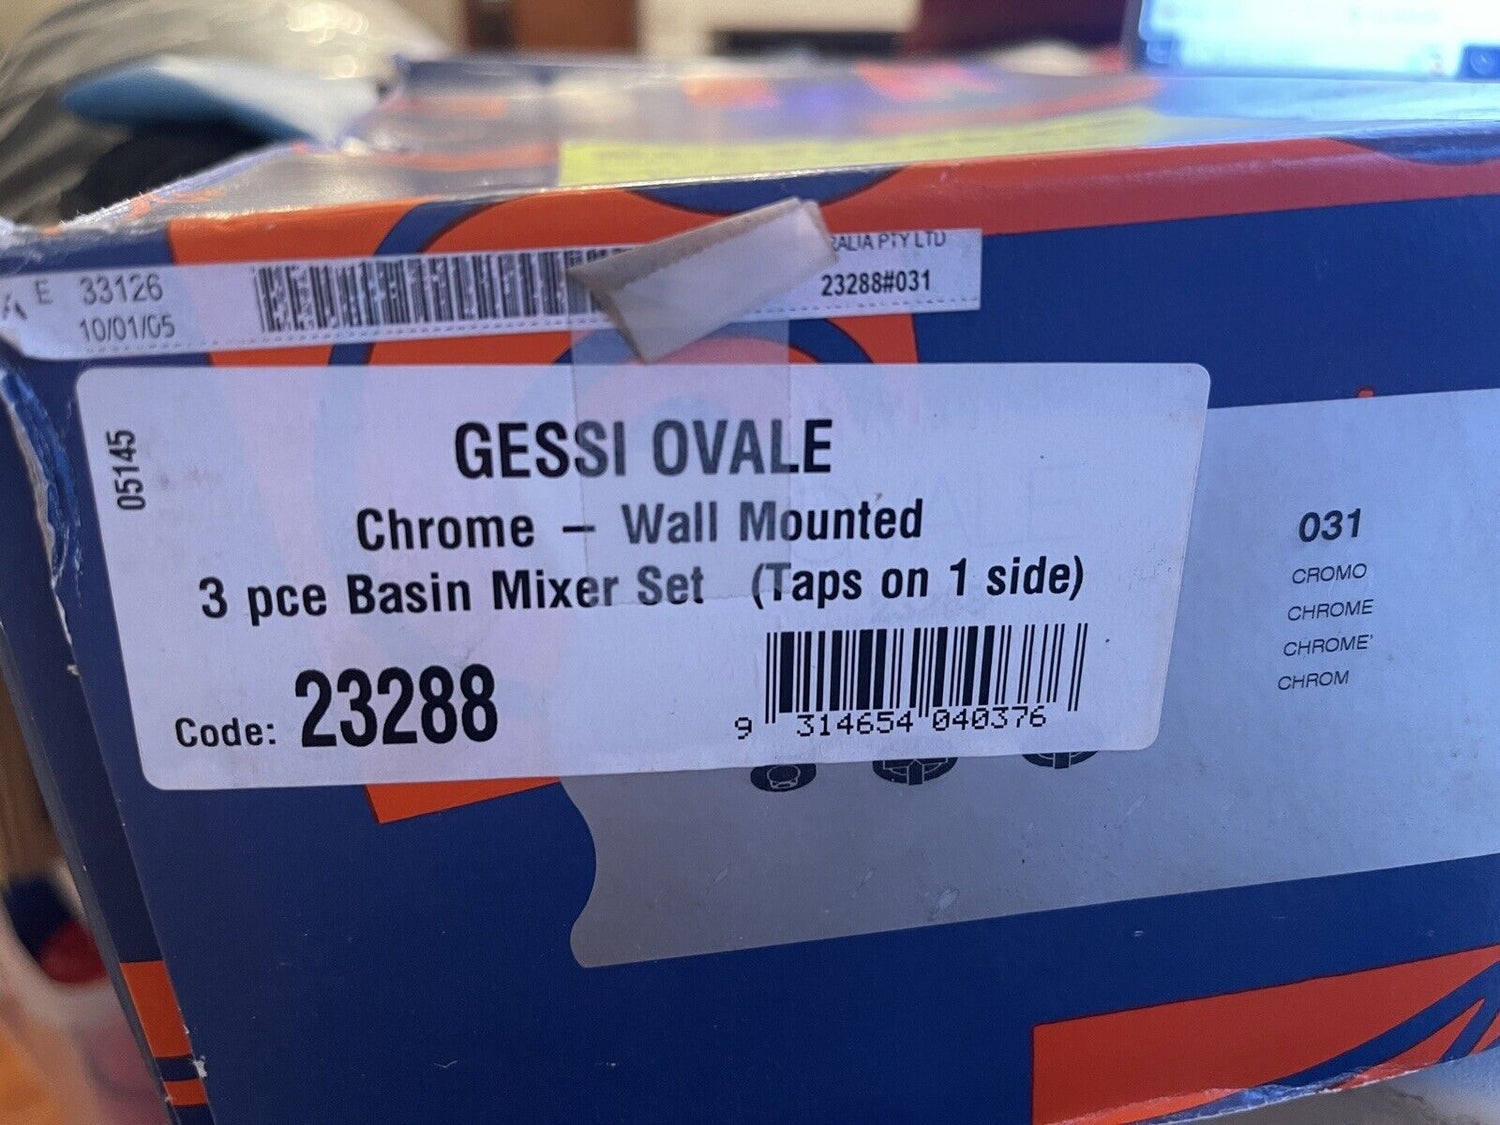 E 33126
10/01/05
RALIA PTY LTD
23288#031
05145
GESSI OVALE
Chrome – Wall Mounted
3 pce Basin Mixer Set (Taps on 1 side)
Code: 23288
9 314654 040376
031
CROMO
CHROME
CHROME'
CHROM